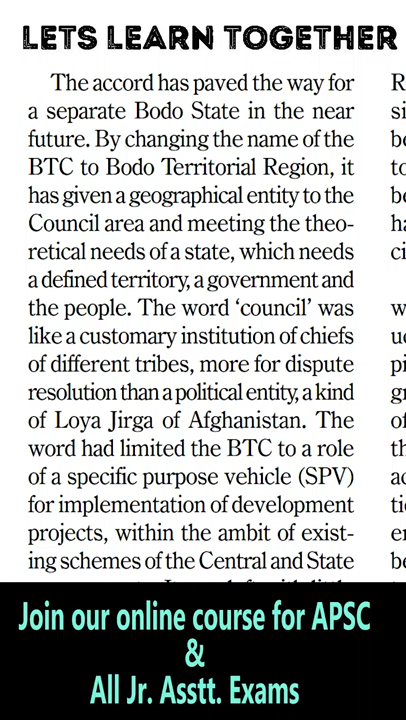 LETS LEARN TOGETHER
The accord has paved the way for
a separate Bodo State in the near
future. By changing the name of the
BTC to Bodo Territorial Region, it
has given a geographical entity to the
Council area and meeting the theo-
retical needs of a state, which needs
a defined territory, a government and
the people. The word ‘council’ was
like a customary institution of chiefs
of different tribes, more for dispute
resolution than a political entity, a kind
of Loya Jirga of Afghanistan. The
word had limited the BTC to a role
of a specific purpose vehicle (SPV)
for implementation of development
projects, within the ambit of exist-
ing schemes of the Central and State
Join our online course for APSC
&
All Jr. Asstt. Exams